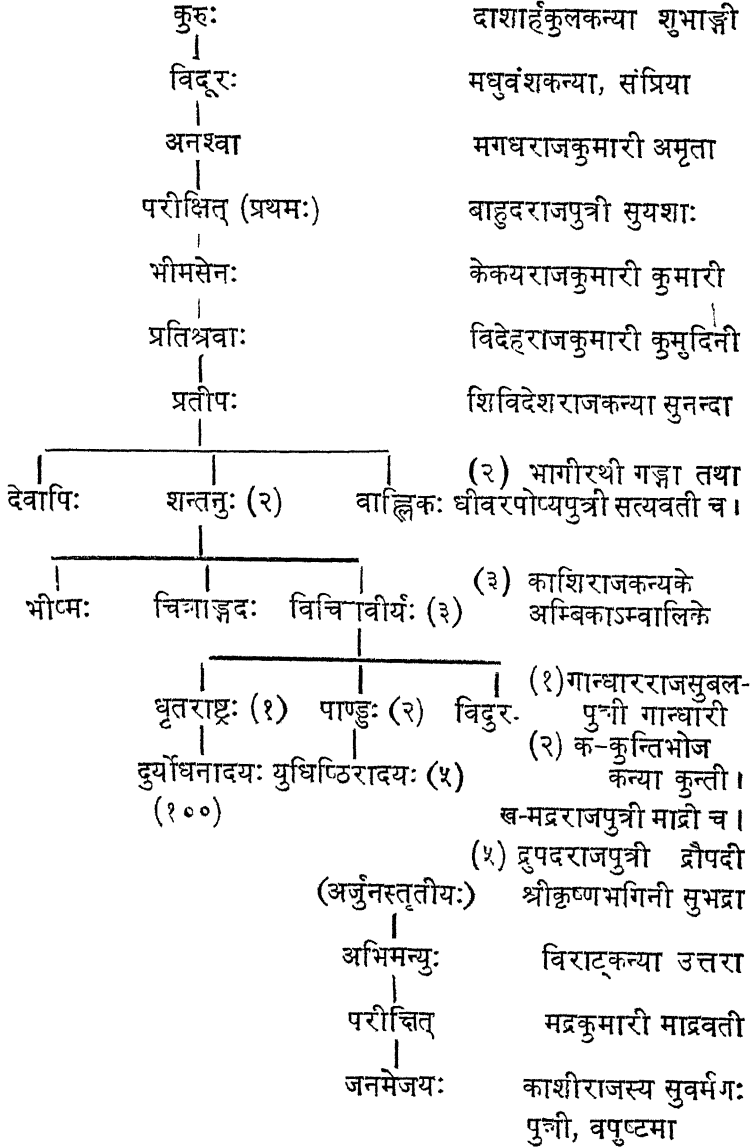 कुरुः दाशार्हकुलकन्या शुभाङ्गी
विदूरः मधुवंशकन्या, संप्रिया
अनश्वा मगधराजकुमारी अमृता
परीक्षित् (प्रथमः) बाहुदराजपुत्री सुयशाः
भीमसेनः केकयराजकुमारी कुमारी
प्रतिश्रवाः विदेहराजकुमारी कुमुदिनी
प्रतीपः शिविदेशराजकन्या सुनन्दा
(२) भागीरथी गङ्गा तथा
देवापिः शन्तनुः (२) वाह्लिकः धीवरपोष्यपुत्री सत्यवती च।
(३) काशिराजकन्यके
भीष्मः चित्राङ्गदः विचित्रवीर्यः (३) अम्बिकाऽम्वालिके
(१) गान्धारराजसुबल-
धृतराष्ट्रः (१) पाण्डुः (२) विदुर. पुत्री गान्धारी
(२) क-कुन्तिभोज
दुर्योधनादयः युधिष्ठिरादयः (५) कन्या कुन्ती।
(१००) ख-मद्रराजपुत्री माद्री च।
(५) द्रुपदराजपुत्री द्रौपदी
(अर्जुनस्तृतीयः) श्रीकृष्णभगिनी सुभद्रा
अभिमन्युः विराट्कन्या उत्तरा
परीक्षित् मद्रकुमारी माद्रवती
जनमेजयः काशीराजस्य सुवर्मगः
पुत्री, वपुष्टमा